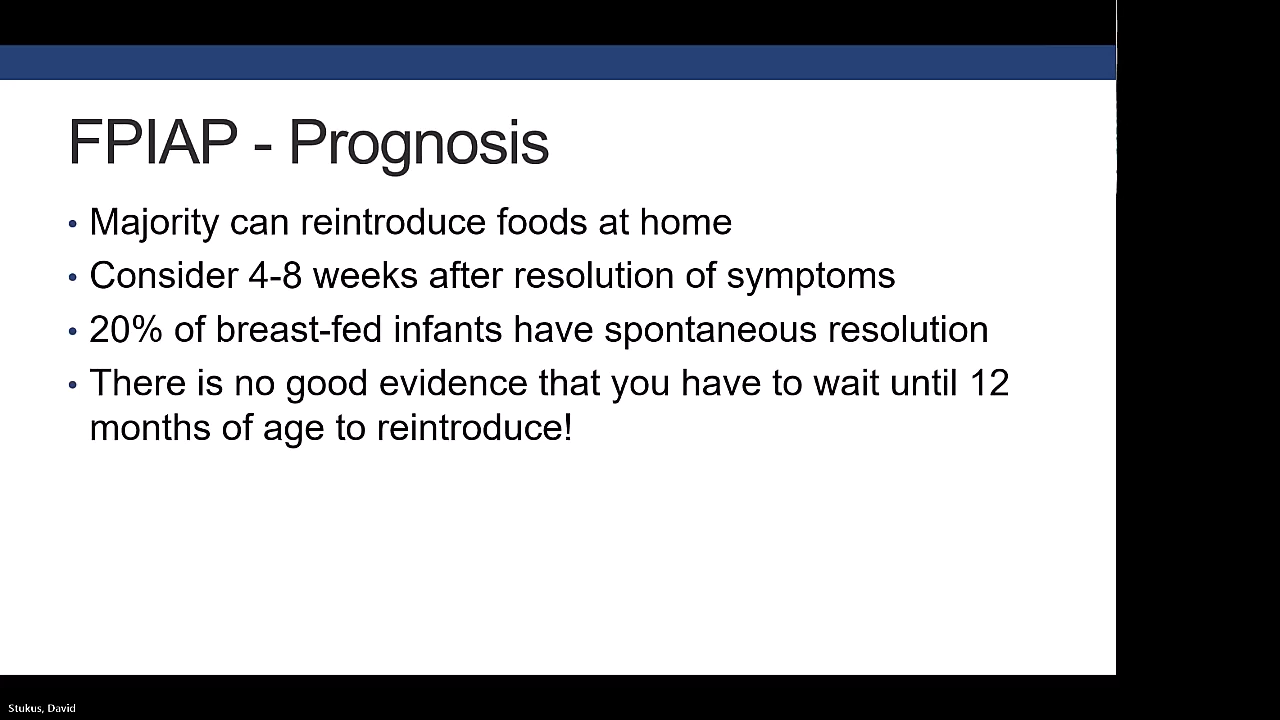 FPIAP - Prognosis
• Majority can reintroduce foods at home
• Consider 4-8 weeks after resolution of symptoms
• 20% of breast-fed infants have spontaneous resolution
• There is no good evidence that you have to wait until 12
months of age to reintroduce!
Stukus, David